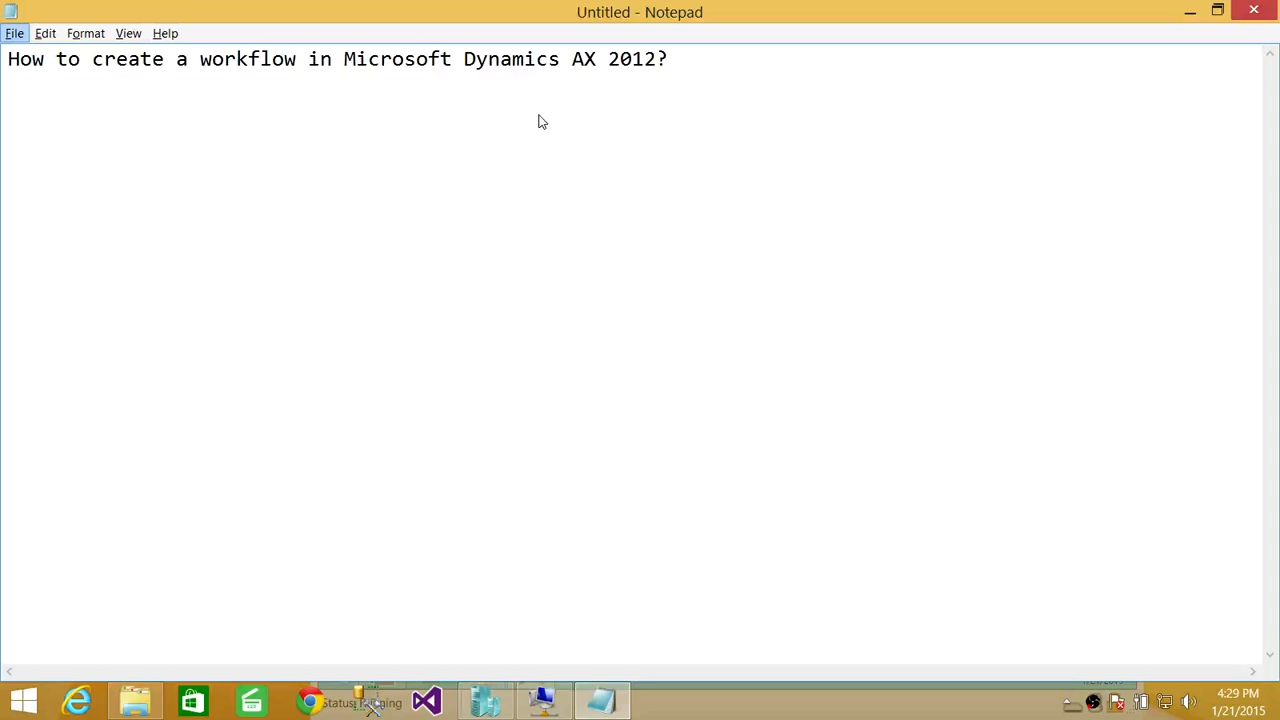 Untitled - Notepad
File Edit Format View Help
How to create a workflow in Microsoft Dynamics AX 2012?
4:29 PM
1/21/2015